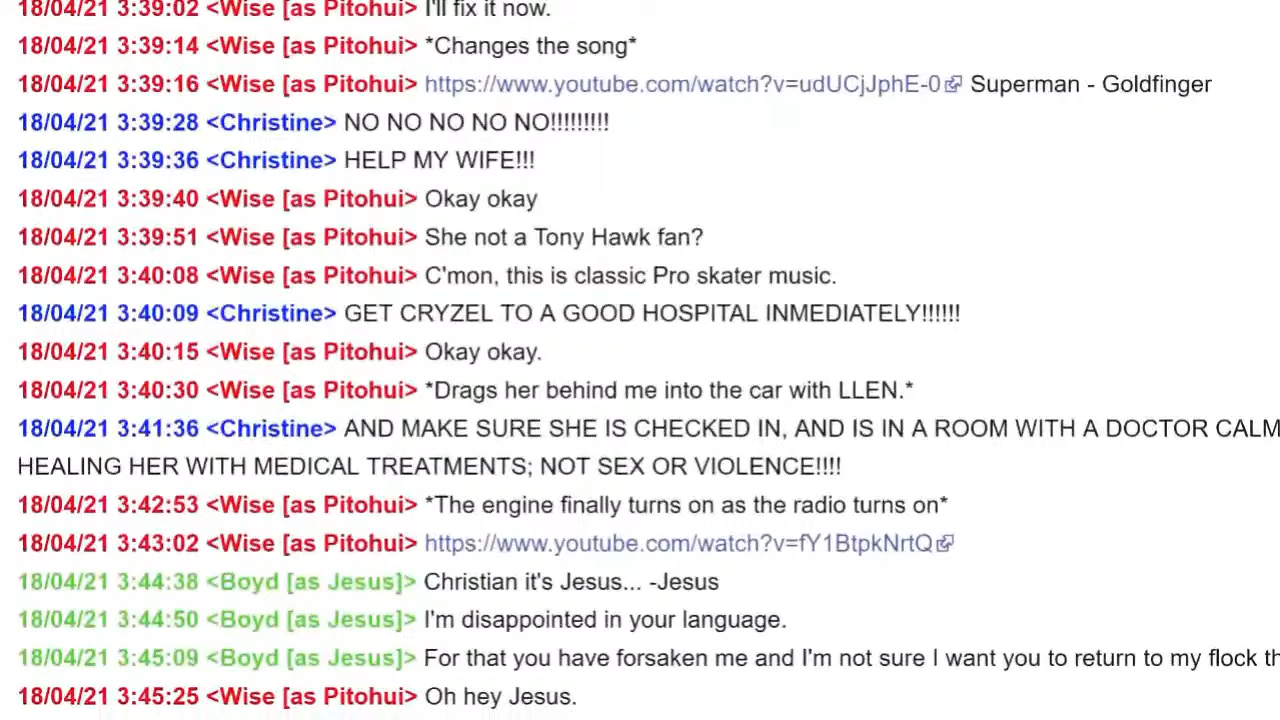 18/04/21 3:39:02 <Wise [as Pitohui> I'll fix it now.
18/04/21 3:39:14 <Wise [as Pitohui> *Changes the song*
18/04/21 3:39:16 <Wise [as Pitohui> https://www.youtube.com/watch?v=udUCjJphE-0 Superman - Goldfinger
18/04/21 3:39:28 <Christine> NO NO NO NO NO!!!!!!!!!
18/04/21 3:39:36 <Christine> HELP MY WIFE!!!
18/04/21 3:39:40 <Wise [as Pitohui> Okay okay
18/04/21 3:39:51 <Wise [as Pitohui> She not a Tony Hawk fan?
18/04/21 3:40:08 <Wise [as Pitohui> C'mon, this is classic Pro skater music.
18/04/21 3:40:09 <Christine> GET CRYZEL TO A GOOD HOSPITAL INMEDIATELY!!!!!!
18/04/21 3:40:15 <Wise [as Pitohui> Okay okay.
18/04/21 3:40:30 <Wise [as Pitohui> *Drags her behind me into the car with LLEN.*
18/04/21 3:41:36 <Christine> AND MAKE SURE SHE IS CHECKED IN, AND IS IN A ROOM WITH A DOCTOR CALM
HEALING HER WITH MEDICAL TREATMENTS; NOT SEX OR VIOLENCE!!!!
18/04/21 3:42:53 <Wise [as Pitohui> *The engine finally turns on as the radio turns on*
18/04/21 3:43:02 <Wise [as Pitohui> https://www.youtube.com/watch?v=fY1BtpkNrtQ
18/04/21 3:44:38 <Boyd [as Jesus]> Christian it's Jesus... -Jesus
18/04/21 3:44:50 <Boyd [as Jesus]> I'm disappointed in your language.
18/04/21 3:45:09 <Boyd [as Jesus]> For that you have forsaken me and I'm not sure I want you to return to my flock th
18/04/21 3:45:25 <Wise [as Pitohui> Oh hey Jesus.